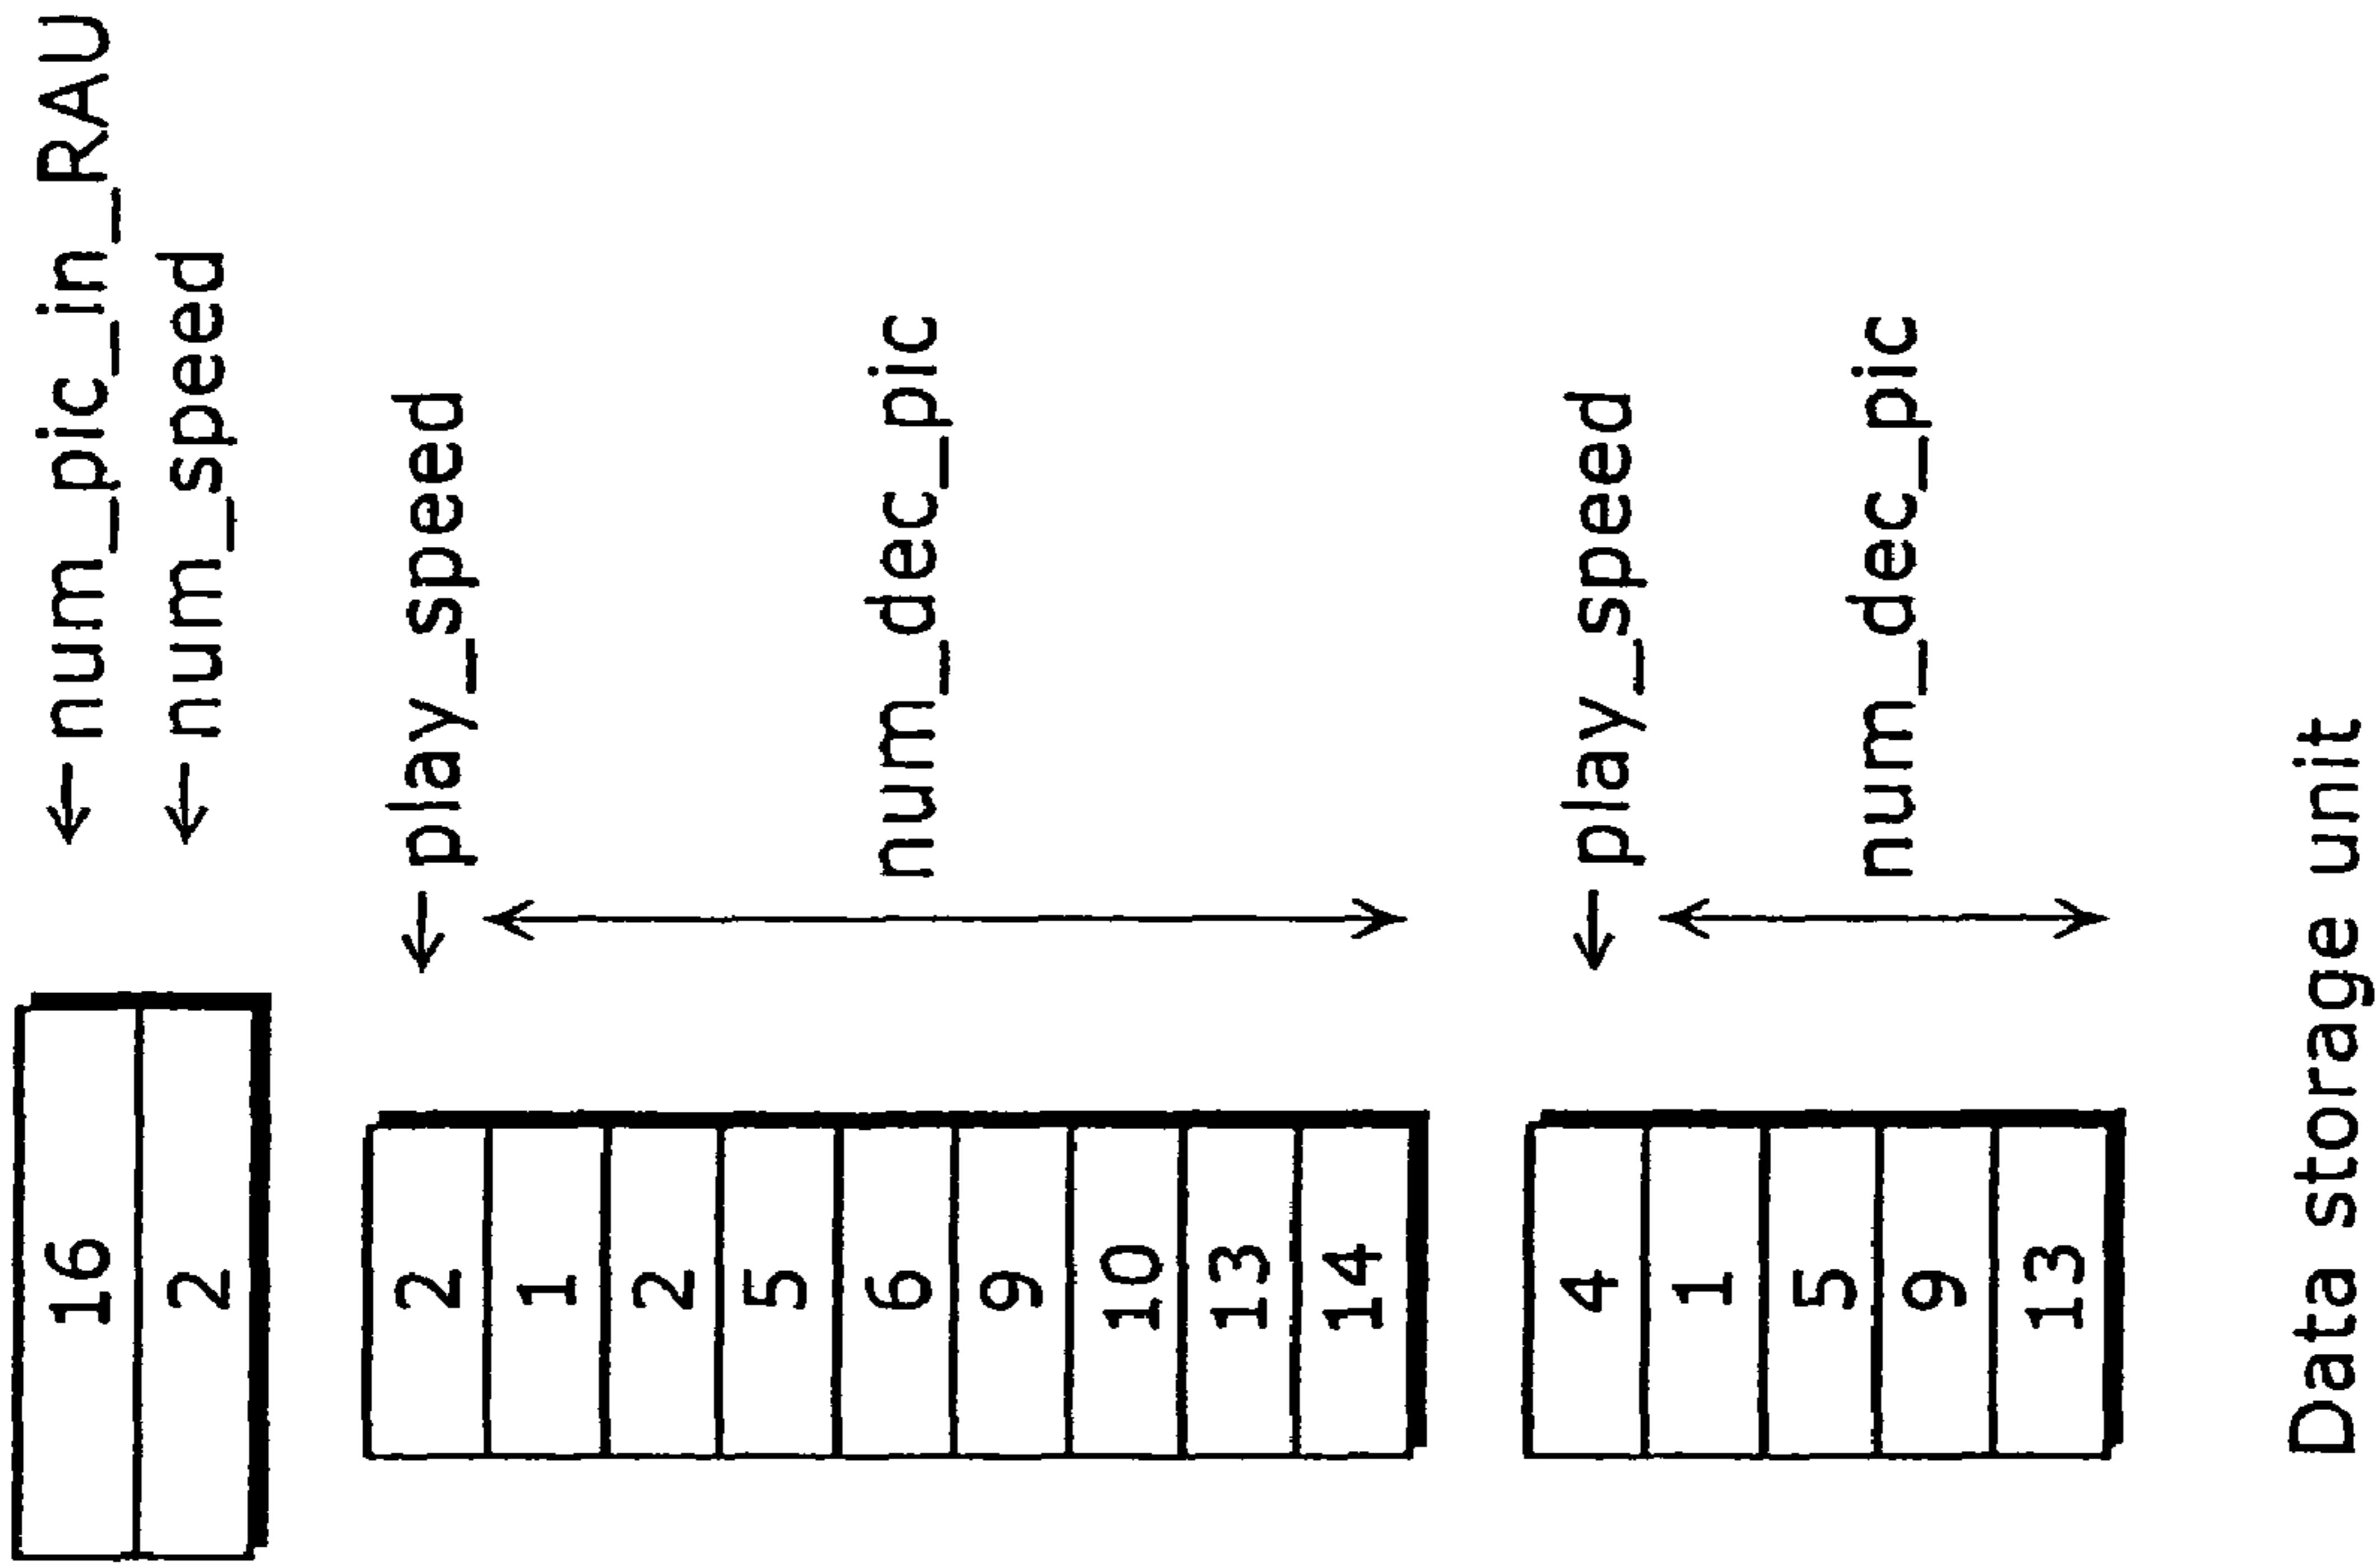 16 ← num_pic_in_RAU
2 ← num_speed
2 ← play_speed
1
2
5
6
num_dec_pic
9
10
13
14
4 ← play_speed
1
5
num_dec_pic
9
13
Data storage unit